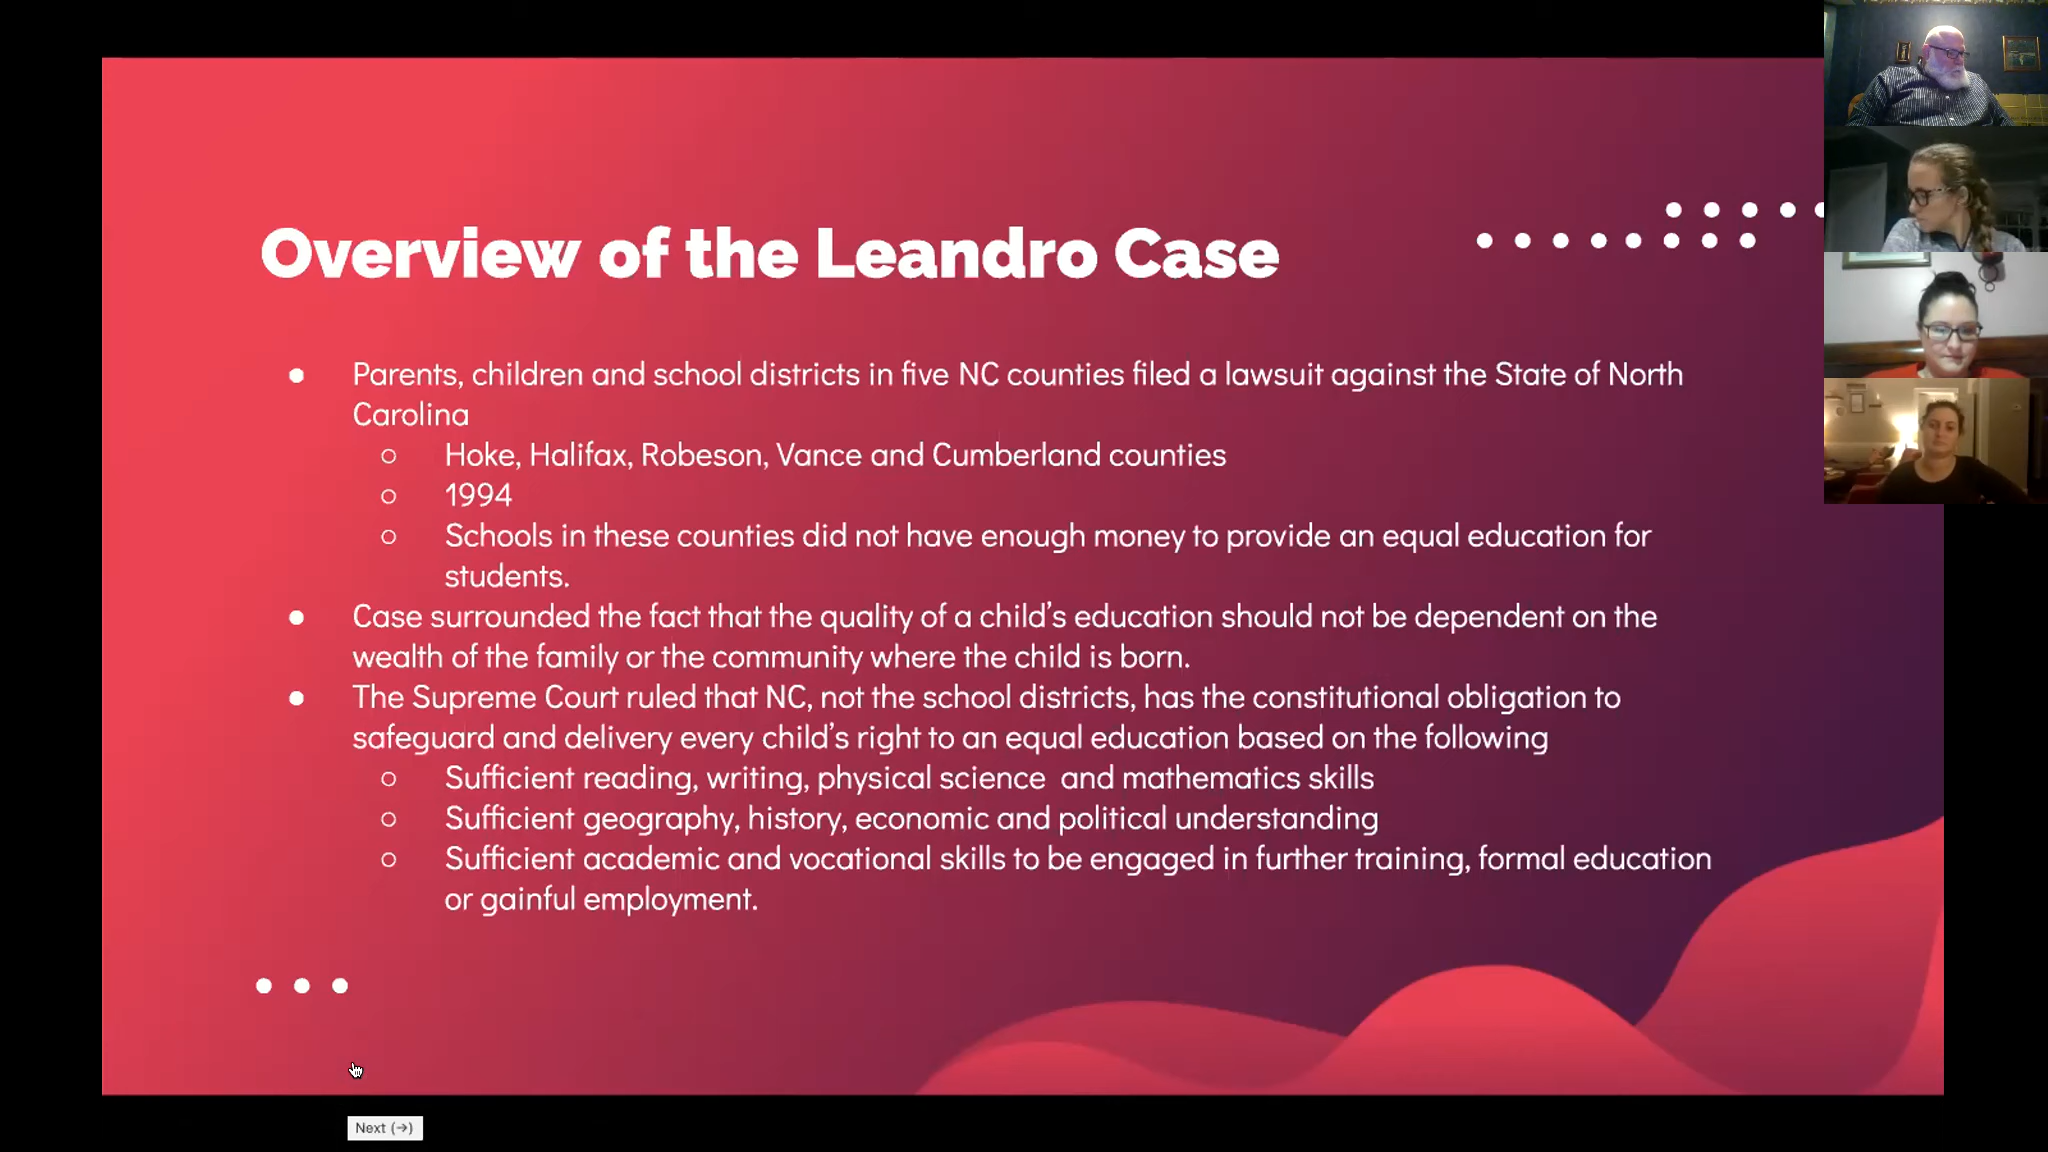 Overview of the Leandro Case
● Parents, children and school districts in five NC counties filed a lawsuit against the State of North
Carolina
○ Hoke, Halifax, Robeson, Vance and Cumberland counties
○ 1994
○ Schools in these counties did not have enough money to provide an equal education for
students.
● Case surrounded the fact that the quality of a child’s education should not be dependent on the
wealth of the family or the community where the child is born.
● The Supreme Court ruled that NC, not the school districts, has the constitutional obligation to
safeguard and delivery every child’s right to an equal education based on the following
○ Sufficient reading, writing, physical science  and mathematics skills
○ Sufficient geography, history, economic and political understanding
○ Sufficient academic and vocational skills to be engaged in further training, formal education
or gainful employment.
Next (→)